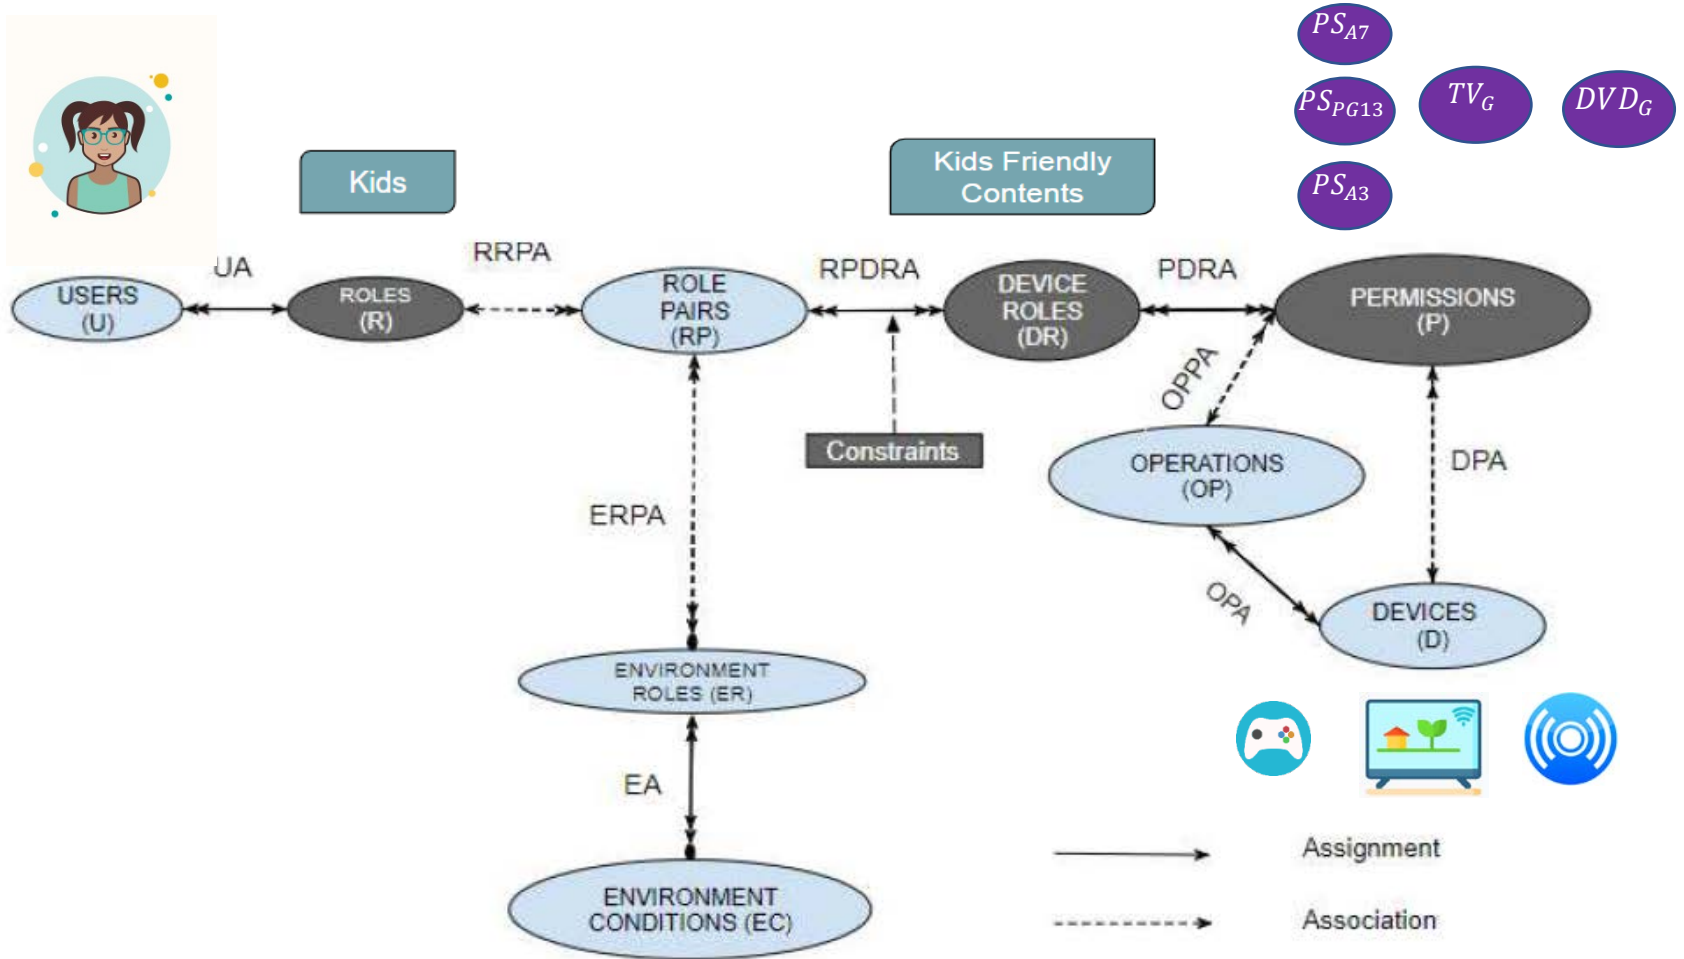 PS_A7
PS_PG13
TV_G
DVD_G
PS_A3
Kids
Kids Friendly
Contents
UA
RRPA
RPDRA
PDRA
USERS
(U)
ROLES
(R)
ROLE
PAIRS
(RP)
DEVICE
ROLES
(DR)
PERMISSIONS
(P)
OPPA
Constraints
OPERATIONS
(OP)
DPA
ERPA
OPA
DEVICES
(D)
ENVIRONMENT
ROLES (ER)
EA
Assignment
ENVIRONMENT
CONDITIONS (EC)
Association